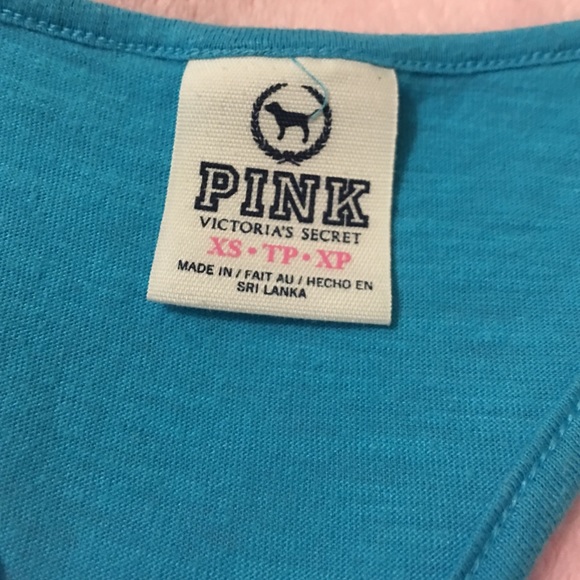 PINK
VICTORIA'S SECRET
XS • TP • XP
MADE IN / FAIT AU / HECHO EN
SRI LANKA